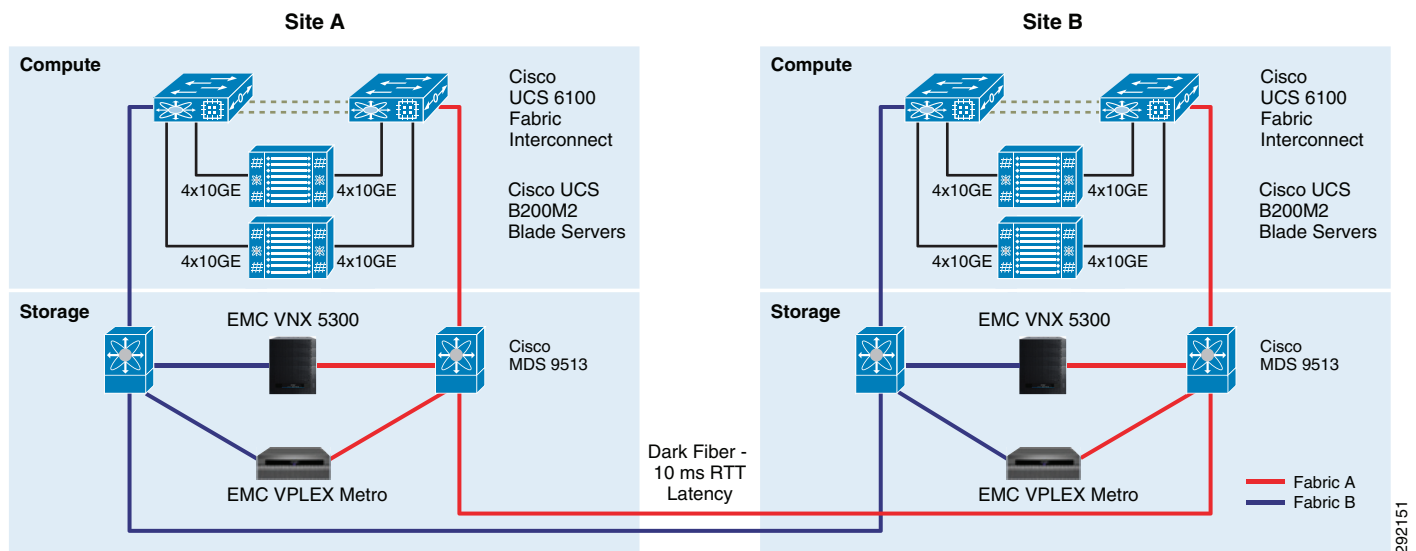 Site A
Site B
Compute
Cisco
UCS 6100
Fabric
Interconnect
4x10GE
4x10GE
Cisco UCS
B200M2
Blade Servers
4x10GE
4x10GE
Storage
EMC VNX 5300
Cisco
MDS 9513
EMC VPLEX Metro
Dark Fiber -
10 ms RTT
Latency
Compute
Cisco
UCS 6100
Fabric
Interconnect
4x10GE
4x10GE
Cisco UCS
B200M2
Blade Servers
4x10GE
4x10GE
Storage
EMC VNX 5300
Cisco
MDS 9513
EMC VPLEX Metro
Fabric A
Fabric B
292151